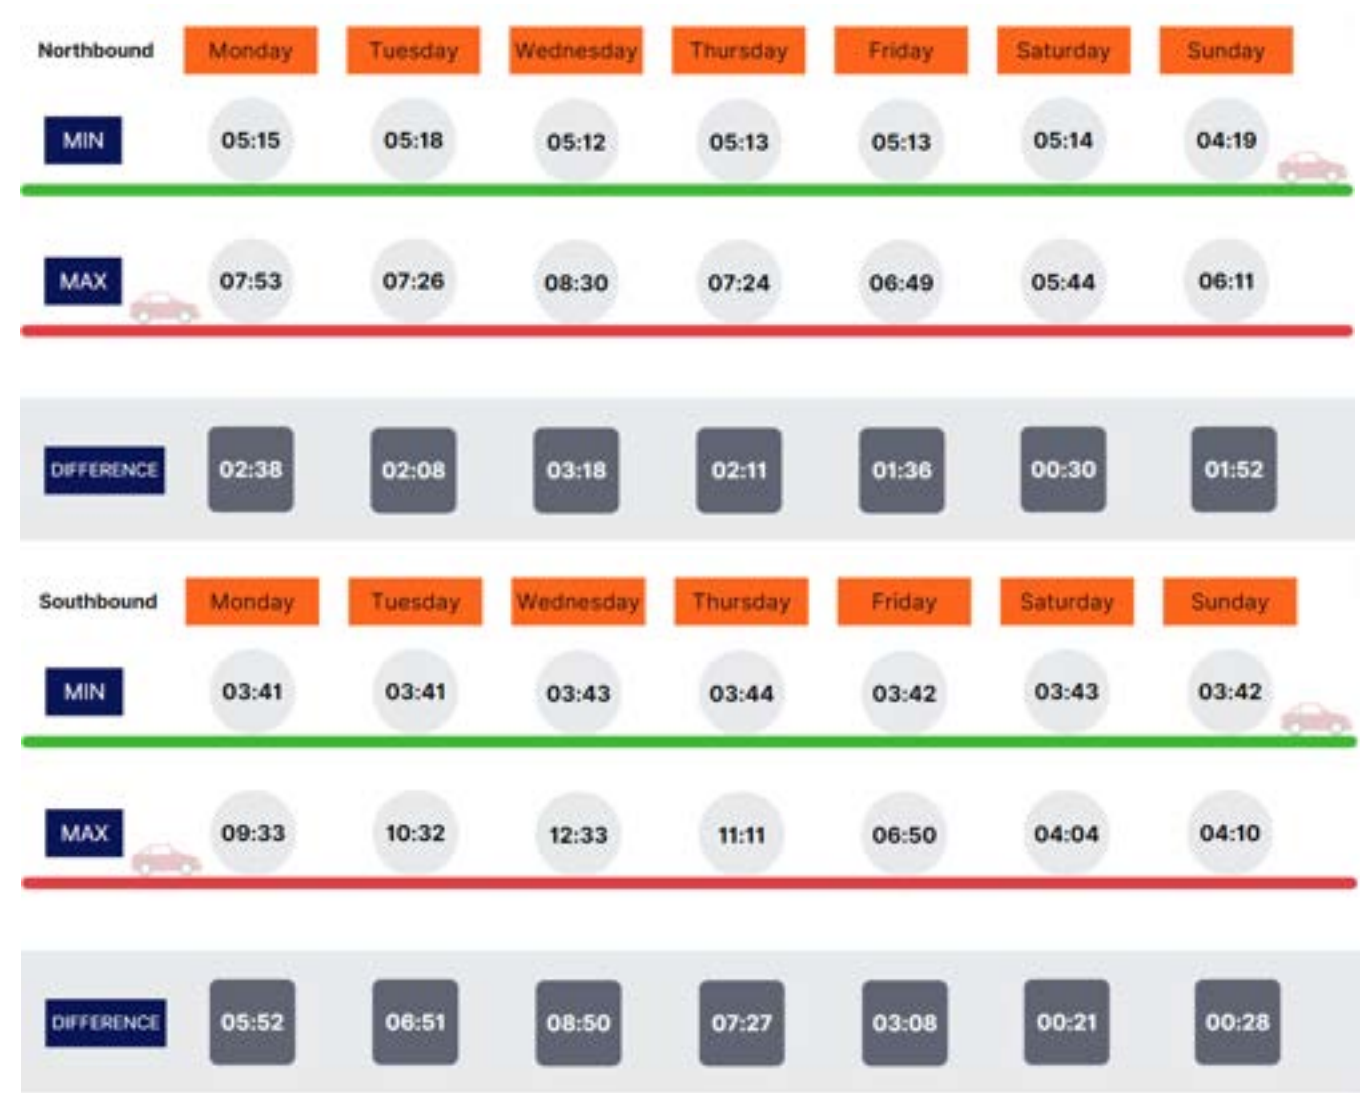 Northbound Monday Tuesday Wednesday Thursday Friday Saturday Sunday
MIN 05:15 05:18 05:12 05:13 05:13 05:14 04:19
MAX 07:53 07:26 08:30 07:24 06:49 05:44 06:11
DIFFERENCE 02:38 02:08 03:18 02:11 01:36 00:30 01:52
Southbound Monday Tuesday Wednesday Thursday Friday Saturday Sunday
MIN 03:41 03:41 03:43 03:44 03:42 03:43 03:42
MAX 09:33 10:32 12:33 11:11 06:50 04:04 04:10
DIFFERENCE 05:52 06:51 08:50 07:27 03:08 00:21 00:28